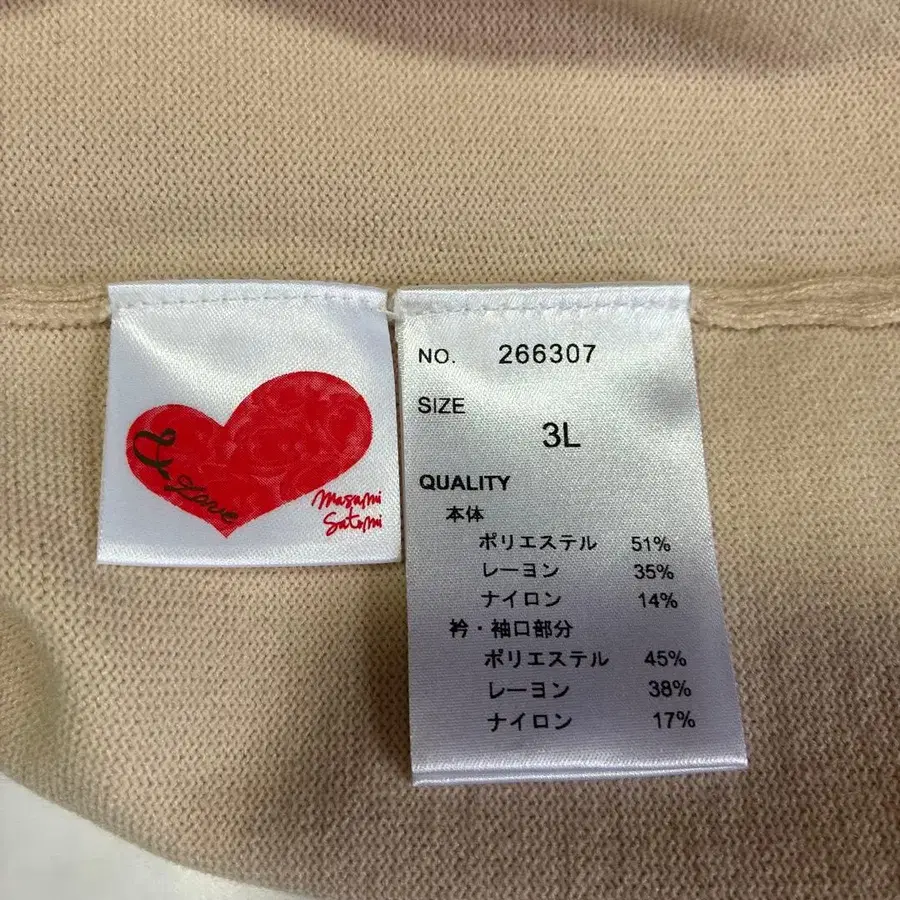 Love
Masami
Satomi
NO. 266307
SIZE
3L
QUALITY
本体
ポリエステル 51%
レーヨン 35%
ナイロン 14%
衿・袖口部分
ポリエステル 45%
レーヨン 38%
ナイロン 17%